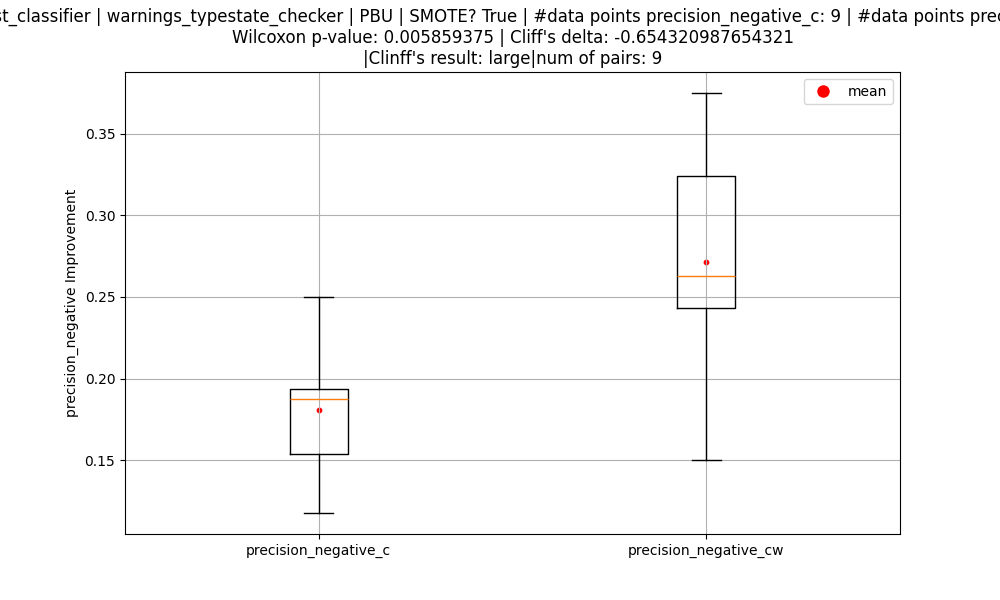 | warnings_typestate_checker | PBU | SMOTE? True | #data points precision_negative_c: 9 | #data points
Wilcoxon p-value: 0.005859375 | Cliff's delta: -0.654320987654321
|Clinff's result: large|num of pairs: 9
mean
0.35
0.30
0.25
0.20
0.15
precision_negative Improvement
precision_negative_c
precision_negative_cw